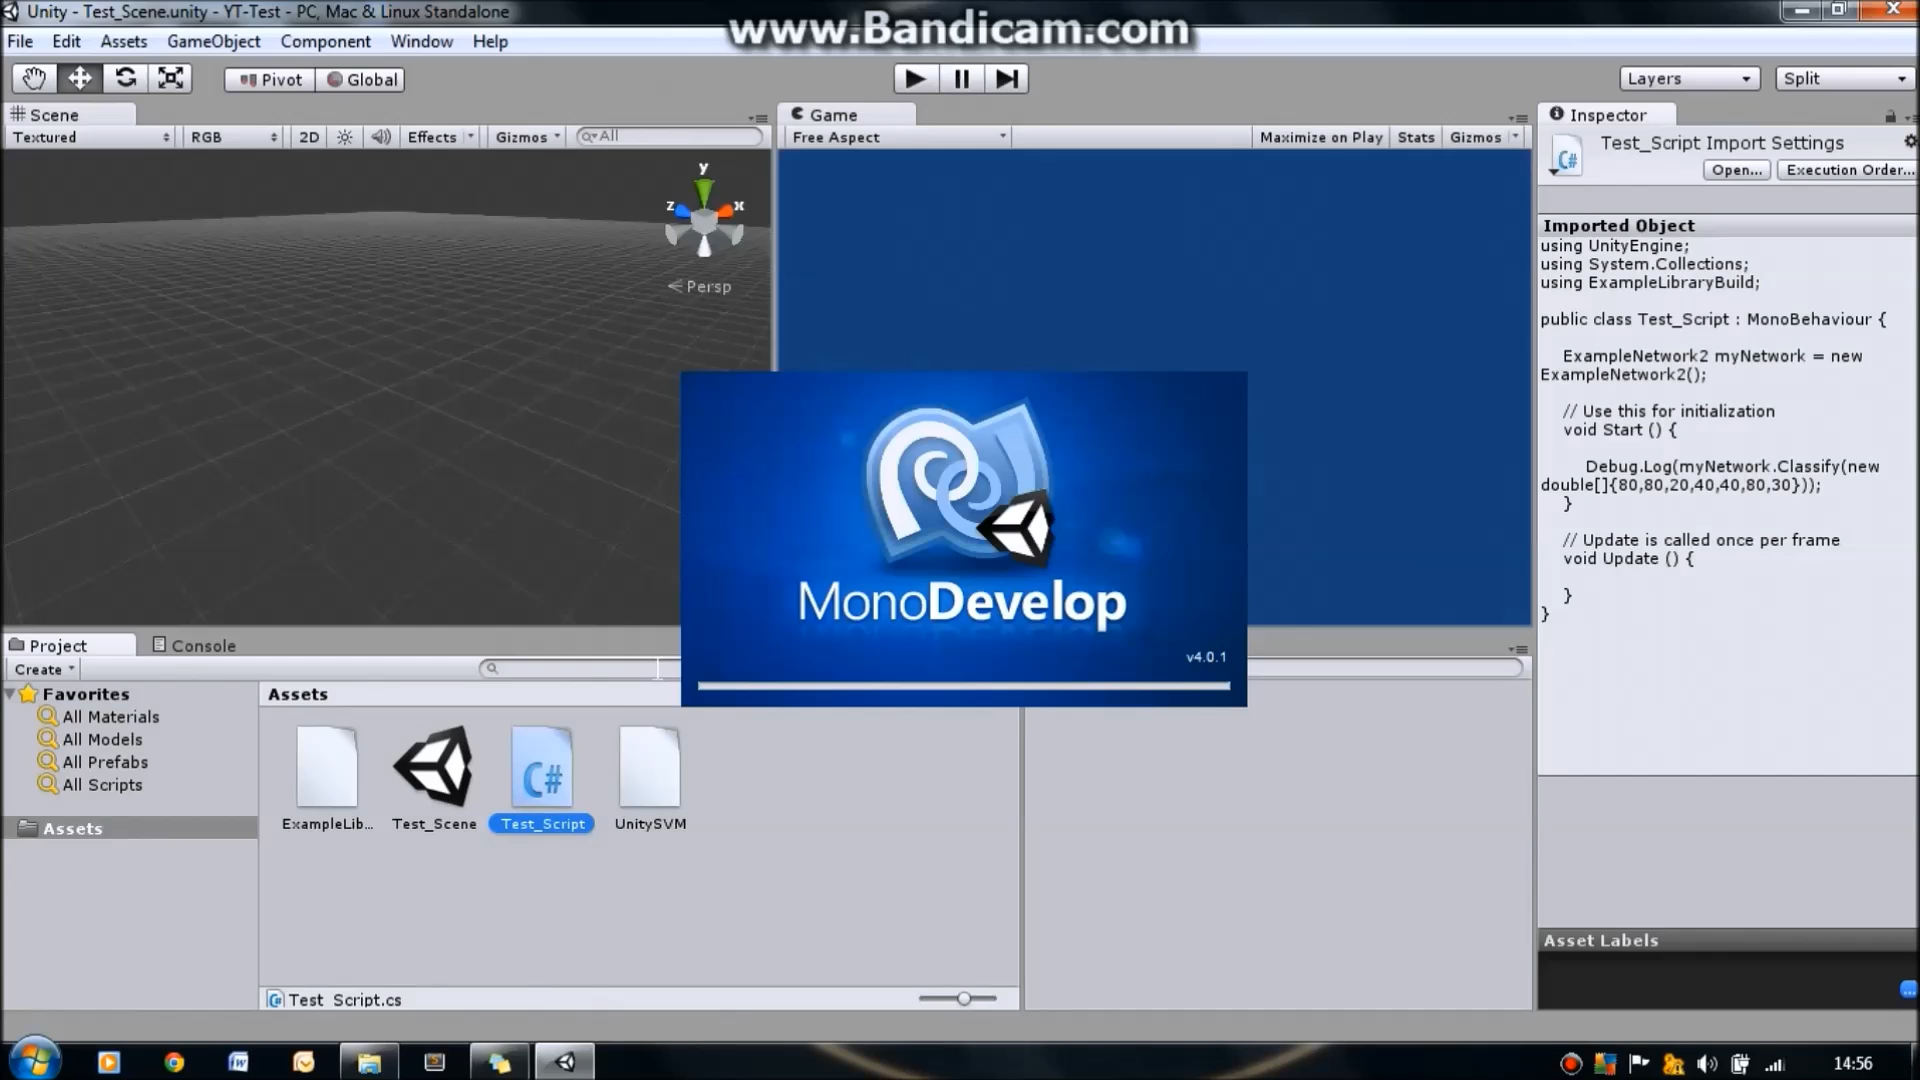 Unity - Test_Scene.unity - YT-Test - PC, Mac & Linux Standalone
www.Bandicam.com
File Edit Assets GameObject Component Window Help
Pivot Global
Layers Split
Scene
Game
Inspector
Textured RGB 2D Effects Gizmos All
Free Aspect Maximize on Play Stats Gizmos
Test_Script Import Settings
Open... Execution Order...
C#
y
z x
Persp
Imported Object
using UnityEngine;
using System.Collections;
using ExampleLibraryBuild;
public class Test_Script : MonoBehaviour {
ExampleNetwork2 myNetwork = new
ExampleNetwork2();
// Use this for initialization
void Start () {
Debug.Log(myNetwork.Classify(new
double[]{80,80,20,40,40,80,30}));
}
// Update is called once per frame
void Update () {
}
}
MonoDevelop
v4.0.1
Project Console
Create
Favorites
All Materials
All Models
All Prefabs
All Scripts
Assets
Assets
C#
ExampleLib... Test_Scene Test_Script UnitySVM
Test_Script.cs
Asset Labels
14:56